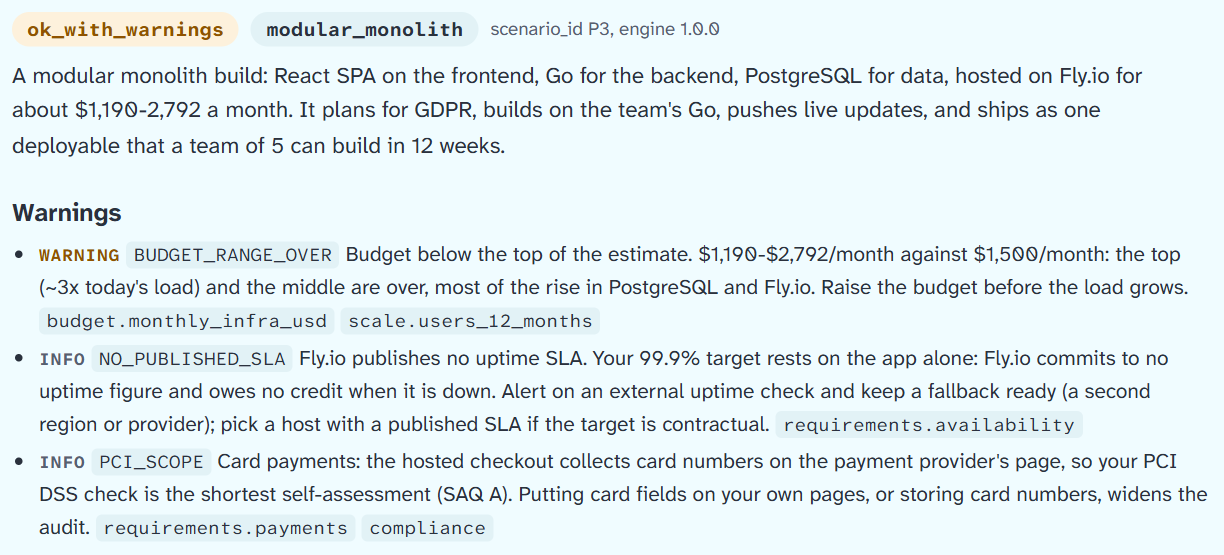 ok_with_warnings modular_monolith scenario_id P3, engine 1.0.0
A modular monolith build: React SPA on the frontend, Go for the backend, PostgreSQL for data, hosted on Fly.io for
about $1,190-2,792 a month. It plans for GDPR, builds on the team's Go, pushes live updates, and ships as one
deployable that a team of 5 can build in 12 weeks.
Warnings
• WARNING BUDGET_RANGE_OVER Budget below the top of the estimate. $1,190-$2,792/month against $1,500/month: the top
(~3x today's load) and the middle are over, most of the rise in PostgreSQL and Fly.io. Raise the budget before the load grows.
budget.monthly_infra_usd scale.users_12_months
• INFO NO_PUBLISHED_SLA Fly.io publishes no uptime SLA. Your 99.9% target rests on the app alone: Fly.io commits to no
uptime figure and owes no credit when it is down. Alert on an external uptime check and keep a fallback ready (a second
region or provider); pick a host with a published SLA if the target is contractual. requirements.availability
• INFO PCI_SCOPE Card payments: the hosted checkout collects card numbers on the payment provider's page, so your PCI
DSS check is the shortest self-assessment (SAQ A). Putting card fields on your own pages, or storing card numbers, widens the
audit. requirements.payments compliance